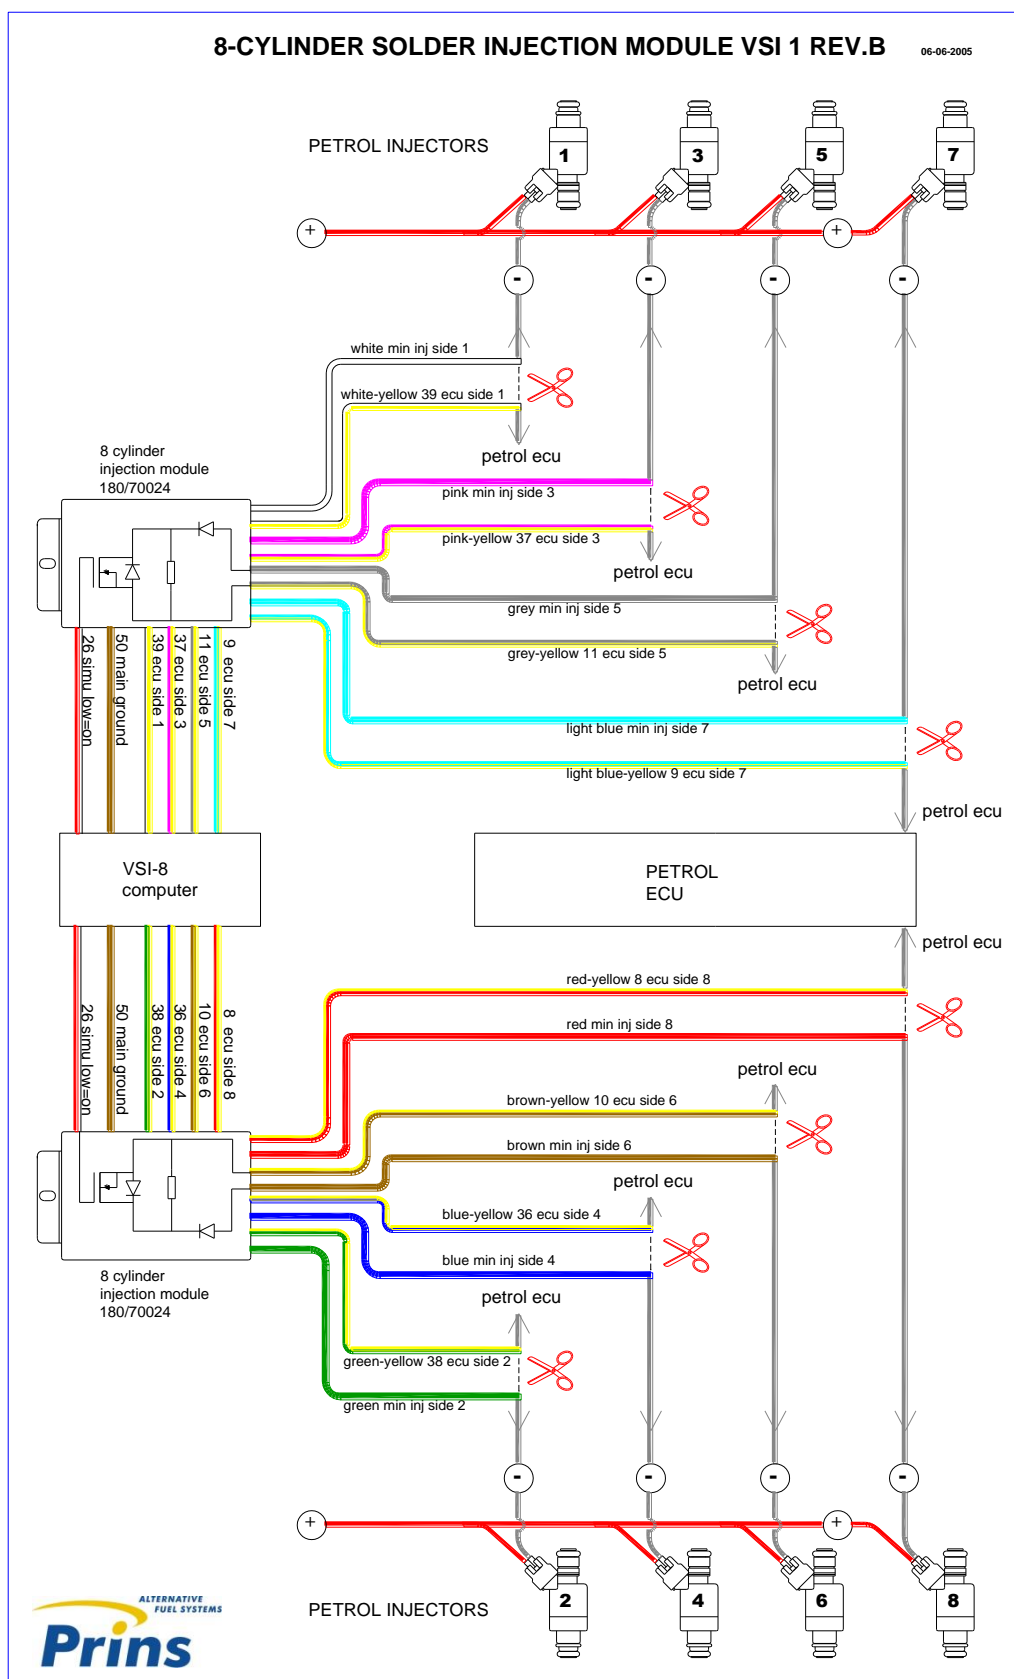 8-CYLINDER SOLDER INJECTION MODULE VSI 1 REV.B
06-06-2005
PETROL INJECTORS
1
3
5
7
+
+
-
-
-
-
white min inj side 1
white-yellow 39 ecu side 1
petrol ecu
8 cylinder
injection module
180/70024
pink min inj side 3
pink-yellow 37 ecu side 3
petrol ecu
grey min inj side 5
grey-yellow 11 ecu side 5
petrol ecu
26 simu low=on
50 main ground
39 ecu side 1
37 ecu side 3
11 ecu side 5
9 ecu side 7
light blue min inj side 7
light blue-yellow 9 ecu side 7
petrol ecu
VSI-8
computer
PETROL
ECU
petrol ecu
red-yellow 8 ecu side 8
red min inj side 8
26 simu low=on
50 main ground
38 ecu side 2
36 ecu side 4
10 ecu side 6
8 ecu side 8
petrol ecu
brown-yellow 10 ecu side 6
brown min inj side 6
petrol ecu
blue-yellow 36 ecu side 4
blue min inj side 4
8 cylinder
injection module
180/70024
petrol ecu
green-yellow 38 ecu side 2
green min inj side 2
-
-
-
-
+
+
PETROL INJECTORS
2
4
6
8
ALTERNATIVE
FUEL SYSTEMS
Prins